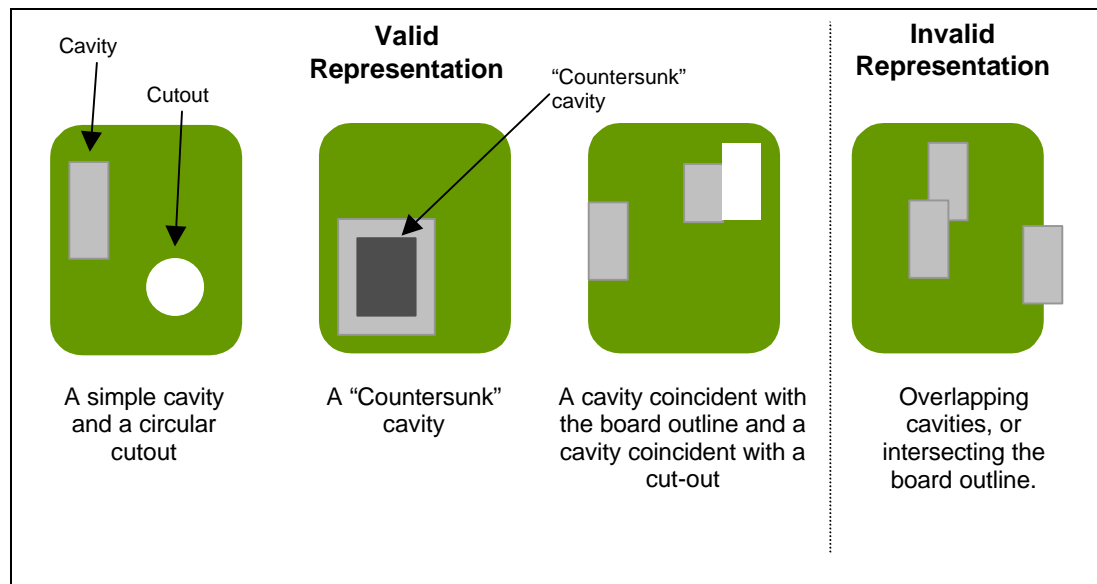 Valid
Representation
Invalid
Representation
Cavity
Cutout
“Countersunk”
cavity
A simple cavity
and a circular
cutout
A “Countersunk”
cavity
A cavity coincident with
the board outline and a
cavity coincident with a
cut-out
Overlapping
cavities, or
intersecting the
board outline.